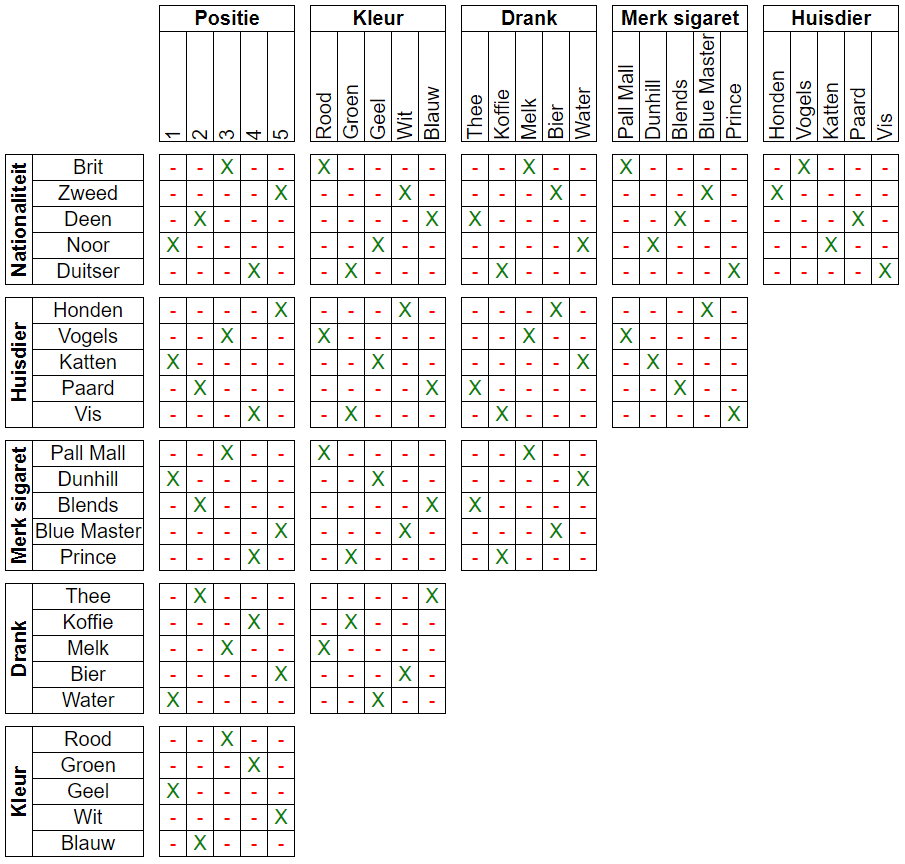 Positie Kleur Drank Merk sigaret Huisdier
1 2 3 4 5 Rood Groen Geel Wit Blauw Thee Koffie Melk Bier Water Pall Mall Dunhill Blends Blue Master Prince Honden Vogels Katten Paard Vis
Nationaliteit
Brit - - X - - X - - - - - - X - - X - - - - - X - - -
Zweed - - - - X - - - X - - - - X - - - - X - X - - - -
Deen - X - - - - - - - X X - - - - - - X - - - - - X -
Noor X - - - - - - X - - - - - - X - X - - - - - X - -
Duitser - - - X - - X - - - - X - - - - - - - X - - - - X
Huisdier
Honden - - - - X - - - X - - - - X - - - - X -
Vogels - - X - - X - - - - - - X - - X - - - -
Katten X - - - - - - X - - - - - - X - X - - -
Paard - X - - - - - - - X X - - - - - - X - -
Vis - - - X - - X - - - - X - - - - - - - X
Merk sigaret
Pall Mall - - X - - X - - - - - - X - -
Dunhill X - - - - - - X - - - - - - X
Blends - X - - - - - - - X X - - - -
Blue Master - - - - X - - - X - - - - X -
Prince - - - X - - X - - - - X - - -
Drank
Thee - X - - - - - - - X
Koffie - - - X - - X - - -
Melk - - X - - X - - - -
Bier - - - - X - - - X -
Water X - - - - - - X - -
Kleur
Rood - - X - -
Groen - - - X -
Geel X - - - -
Wit - - - - X
Blauw - X - - -